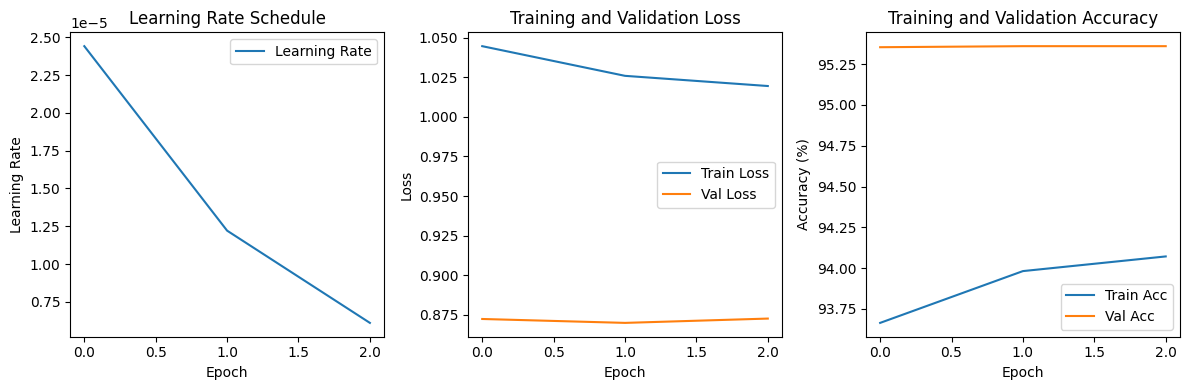 Learning Rate Schedule
1e−5
2.50
2.25
2.00
1.75
1.50
1.25
1.00
0.75
0.0 0.5 1.0 1.5 2.0
Epoch
Learning Rate
Learning Rate
Training and Validation Loss
1.050
1.025
1.000
0.975
0.950
0.925
0.900
0.875
0.0 0.5 1.0 1.5 2.0
Epoch
Loss
Train Loss
Val Loss
Training and Validation Accuracy
95.25
95.00
94.75
94.50
94.25
94.00
93.75
0.0 0.5 1.0 1.5 2.0
Epoch
Accuracy (%)
Train Acc
Val Acc